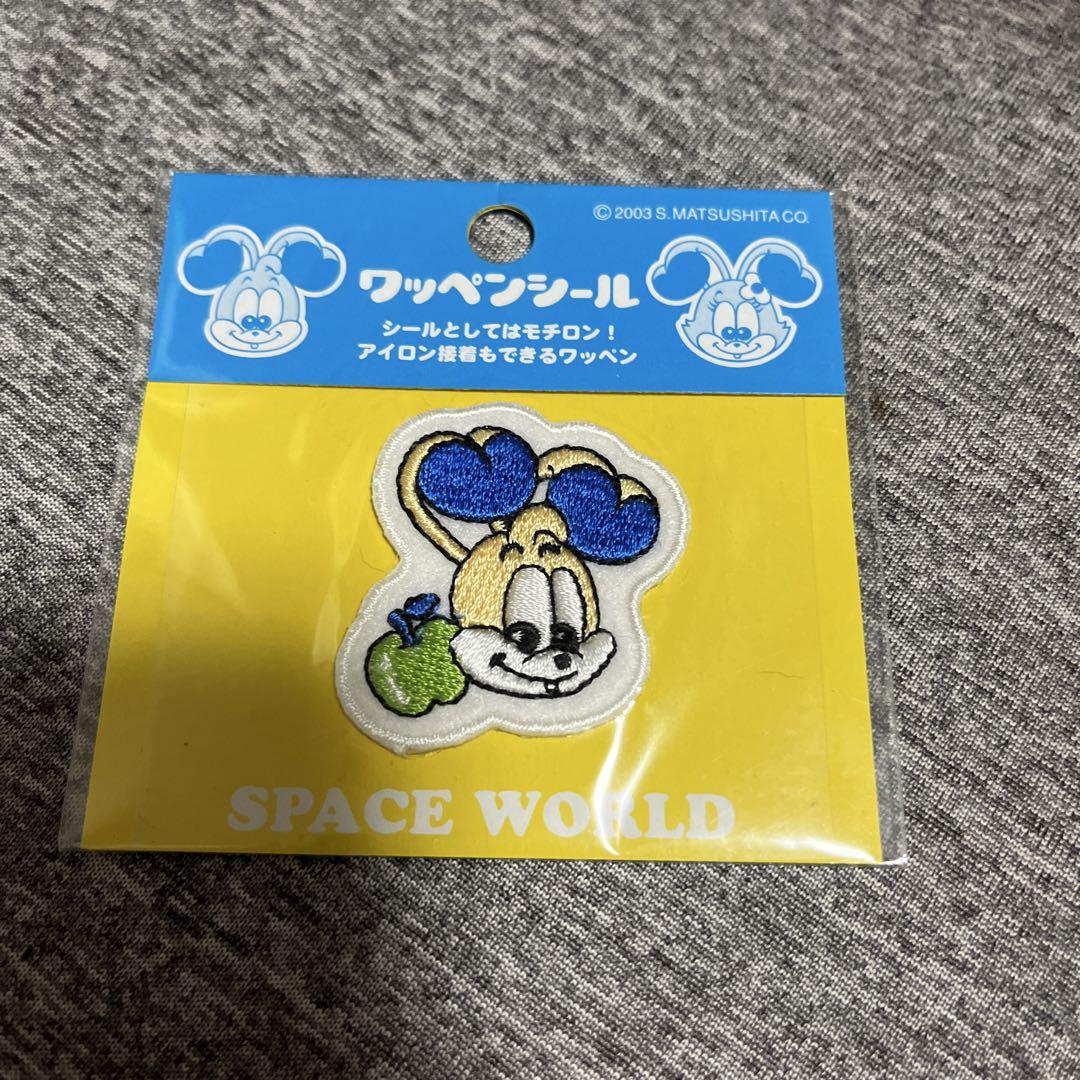 © 2003 S. MATSUSHITA CO.
ワッペンシール
シールとしてはモチロン！
アイロン接着もできるワッペン
SPACE WORLD